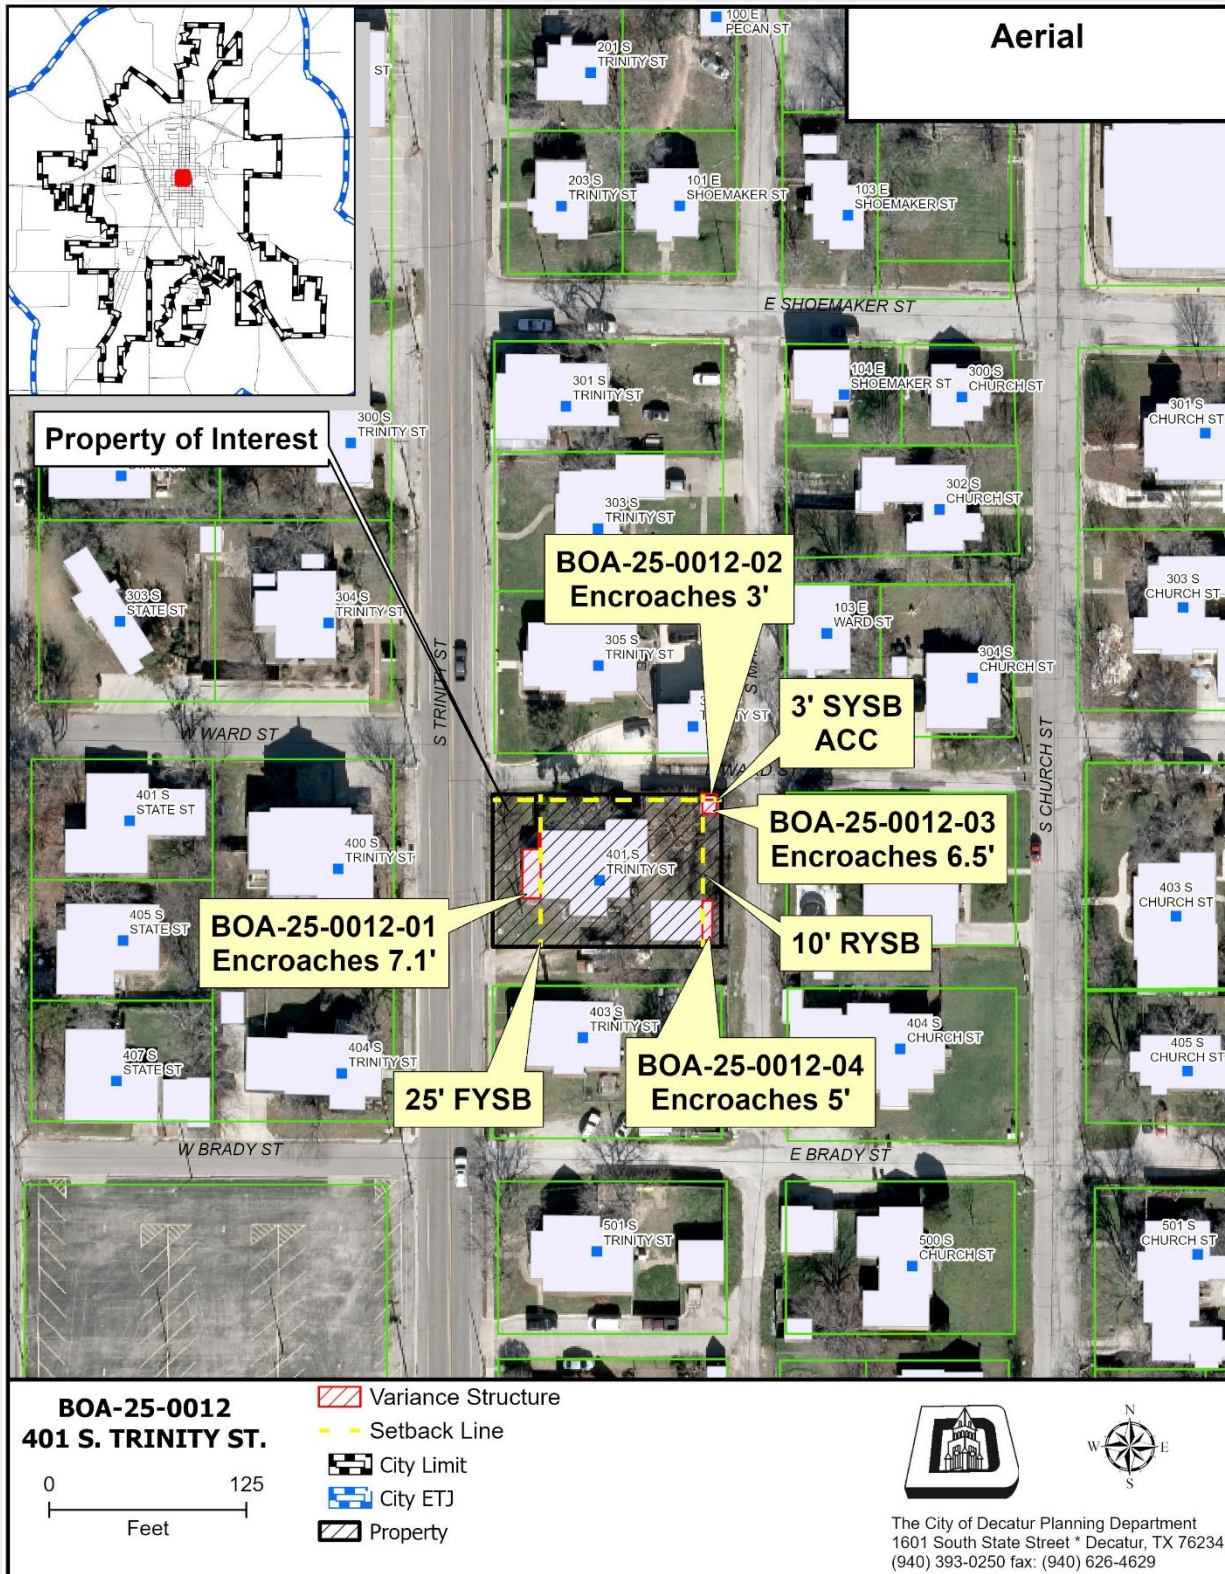 Aerial
ST
100 E
PECAN ST
201 S
TRINITY ST
203 S
TRINITY ST
101 E
SHOEMAKER ST
103 E
SHOEMAKER ST
E SHOEMAKER ST
301 S
TRINITY ST
104 E
SHOEMAKER ST
300 S
CHURCH ST
301 S
CHURCH ST
Property of Interest
300 S
TRINITY ST
303 S
TRINITY ST
302 S
CHURCH ST
BOA-25-0012-02
Encroaches 3'
303 S
STATE ST
304 S
TRINITY ST
305 S
TRINITY ST
103 E
WARD ST
304 S
CHURCH ST
303 S
CHURCH ST
S TRINITY ST
W WARD ST
3' SYSB
ACC
S CHURCH ST
401 S
STATE ST
400 S
TRINITY ST
401 S
TRINITY ST
BOA-25-0012-03
Encroaches 6.5'
403 S
CHURCH ST
405 S
STATE ST
BOA-25-0012-01
Encroaches 7.1'
10' RYSB
403 S
TRINITY ST
404 S
CHURCH ST
405 S
CHURCH ST
407 S
STATE ST
404 S
TRINITY ST
25' FYSB
BOA-25-0012-04
Encroaches 5'
W BRADY ST
E BRADY ST
501 S
TRINITY ST
500 S
CHURCH ST
501 S
CHURCH ST
BOA-25-0012
401 S. TRINITY ST.
0 125
Feet
Variance Structure
Setback Line
City Limit
City ETJ
Property
D
N
W E
S
The City of Decatur Planning Department
1601 South State Street * Decatur, TX 76234
(940) 393-0250 fax: (940) 626-4629